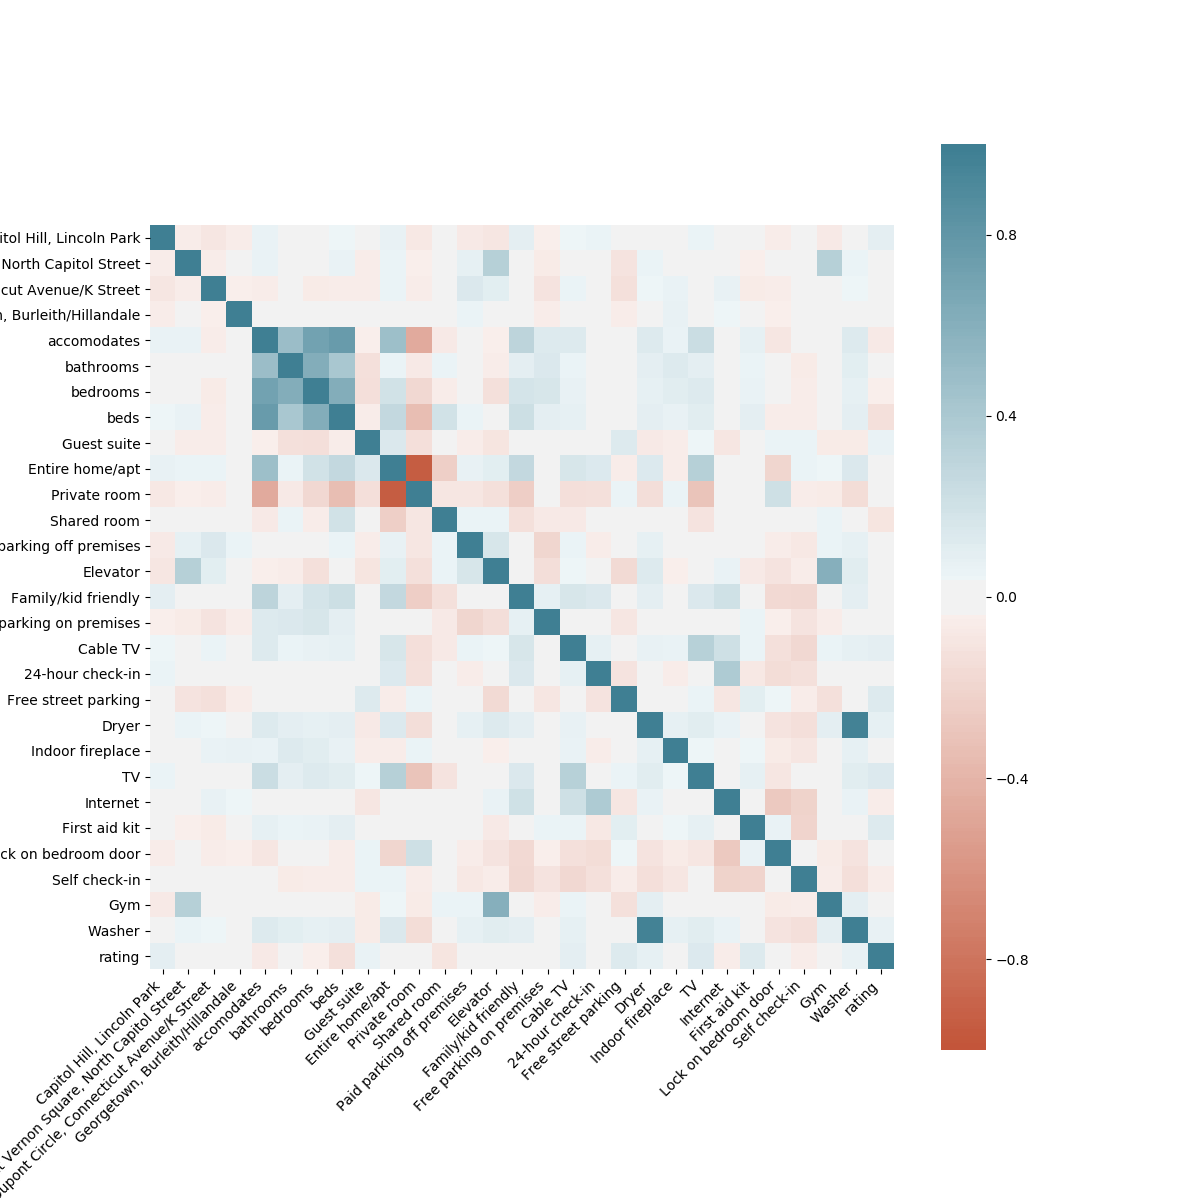 itol Hill, Lincoln Park
North Capitol Street
cut Avenue/K Street
n, Burleith/Hillandale
accomodates
bathrooms
bedrooms
beds
Guest suite
Entire home/apt
Private room
Shared room
parking off premises
Elevator
Family/kid friendly
parking on premises
Cable TV
24-hour check-in
Free street parking
Dryer
Indoor fireplace
TV
Internet
First aid kit
ck on bedroom door
Self check-in
Gym
Washer
rating
Capitol Hill, Lincoln Park
t Vernon Square, North Capitol Street
upont Circle, Connecticut Avenue/K Street
Georgetown, Burleith/Hillandale
accomodates
bathrooms
bedrooms
beds
Guest suite
Entire home/apt
Private room
Shared room
Paid parking off premises
Elevator
Family/kid friendly
Free parking on premises
Cable TV
24-hour check-in
Free street parking
Dryer
Indoor fireplace
TV
Internet
First aid kit
Lock on bedroom door
Self check-in
Gym
Washer
rating
0.8
0.4
0.0
−0.4
−0.8